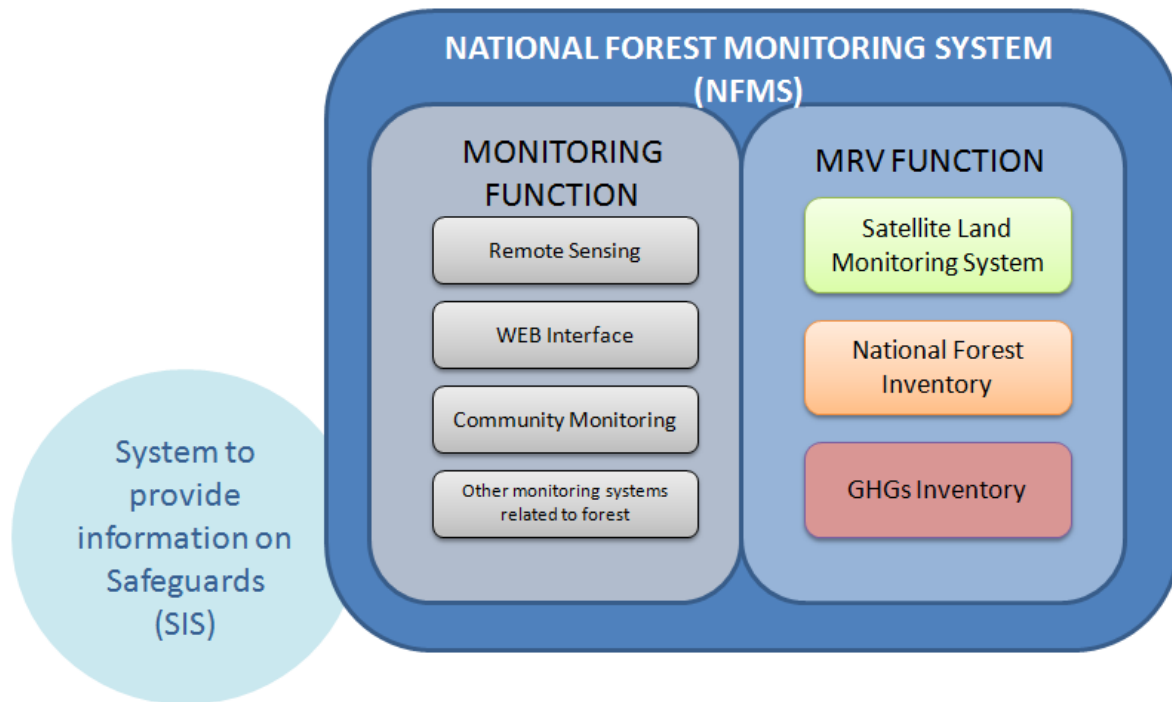 NATIONAL FOREST MONITORING SYSTEM
(NFMS)
MONITORING
FUNCTION
Remote Sensing
WEB Interface
Community Monitoring
Other monitoring systems
related to forest
MRV FUNCTION
Satellite Land
Monitoring System
National Forest
Inventory
GHGs Inventory
System to
provide
information on
Safeguards
(SIS)